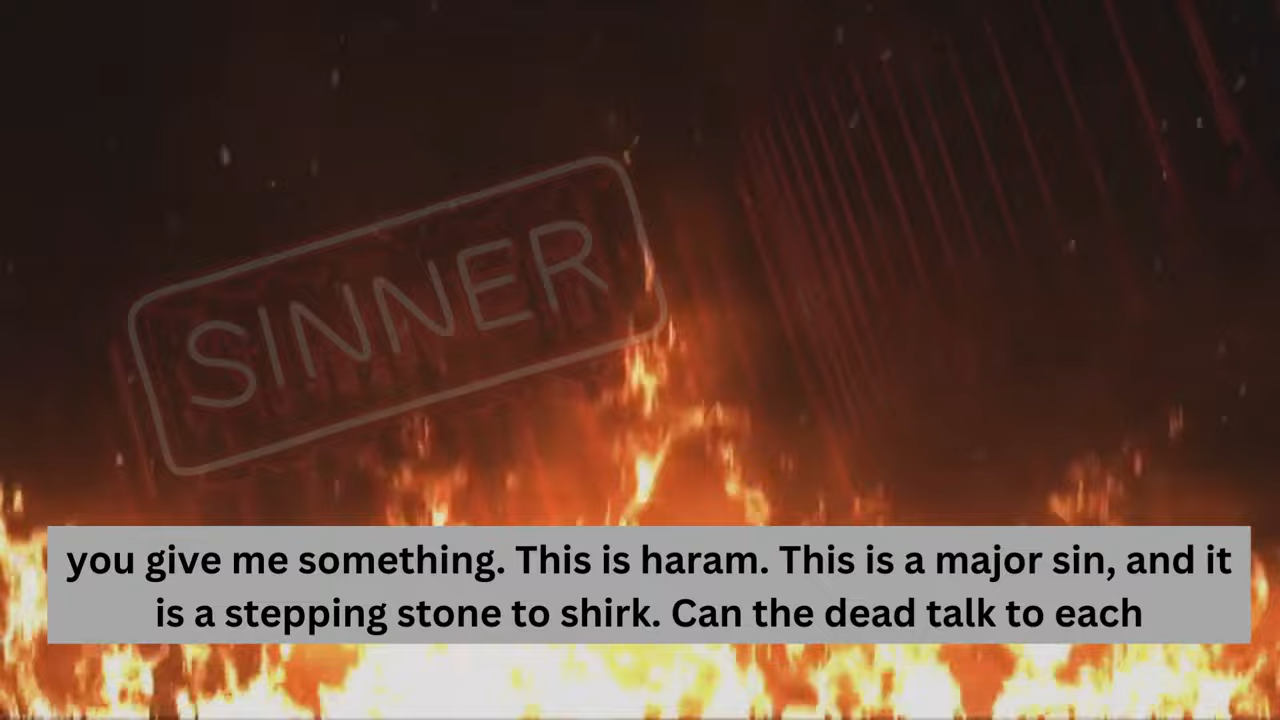 SINNER
you give me something. This is haram. This is a major sin, and it
is a stepping stone to shirk. Can the dead talk to each